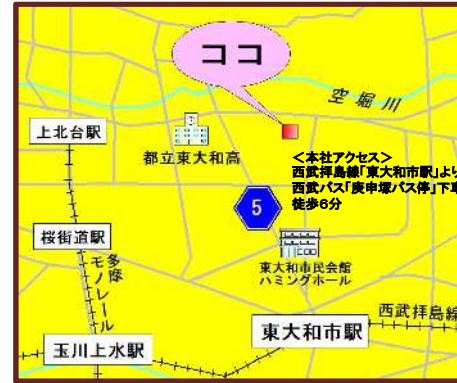 ココ
空堀川
上北台駅
都立東大和高
<本社アクセス>
西武拝島線「東大和市駅」より
西武バス「庚申塚バス停」下車
徒歩6分
5
桜街道駅
多摩
モノレール
東大和市民会館
ハミングホール
西武拝島線
東大和市駅
玉川上水駅